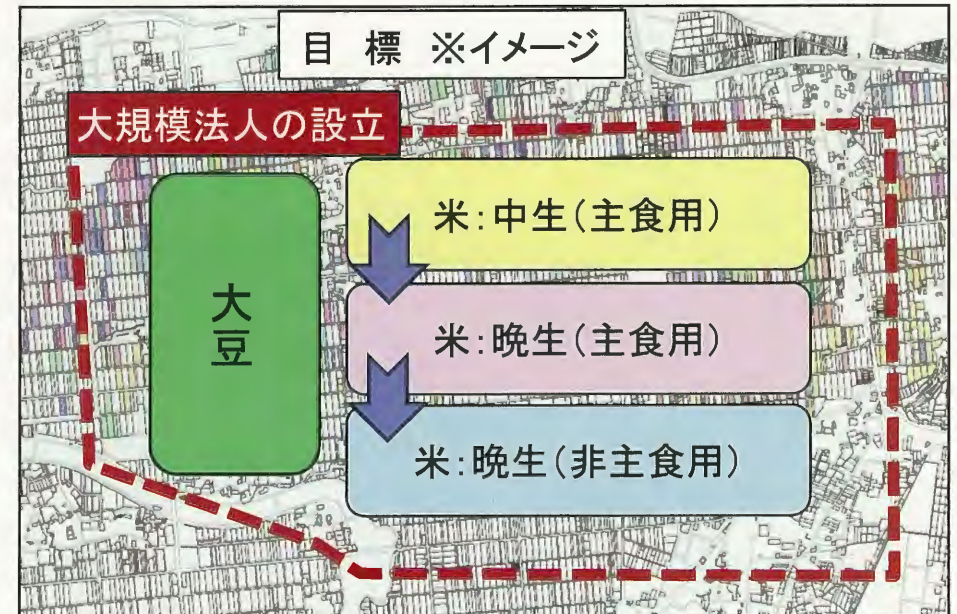 目 標 ※イメージ
大規模法人の設立
大豆
米:中生(主食用)
米:晩生(主食用)
米:晩生(非主食用)